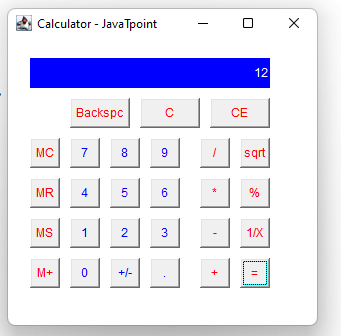 Calculator - JavaTpoint
12
Backspc C CE
MC 7 8 9 / sqrt
MR 4 5 6 * %
MS 1 2 3 - 1/X
M+ 0 +/- . + =